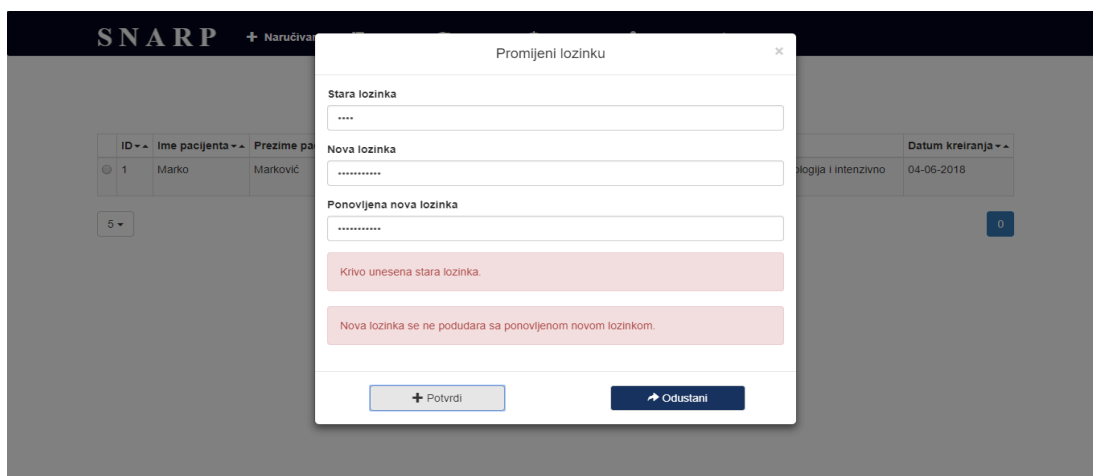 SNARP
Naručivan
Promijeni lozinku
×
Stara lozinka
••••
Nova lozinka
•••••••••••
Ponovljena nova lozinka
•••••••••••
Krivo unesena stara lozinka.
Nova lozinka se ne podudara sa ponovljenom novom lozinkom.
Potvrdi
Odustani
ID Ime pacijenta Prezime pa Datum kreiranja
1 Marko Marković ologija i intenzivno 04-06-2018
5 0